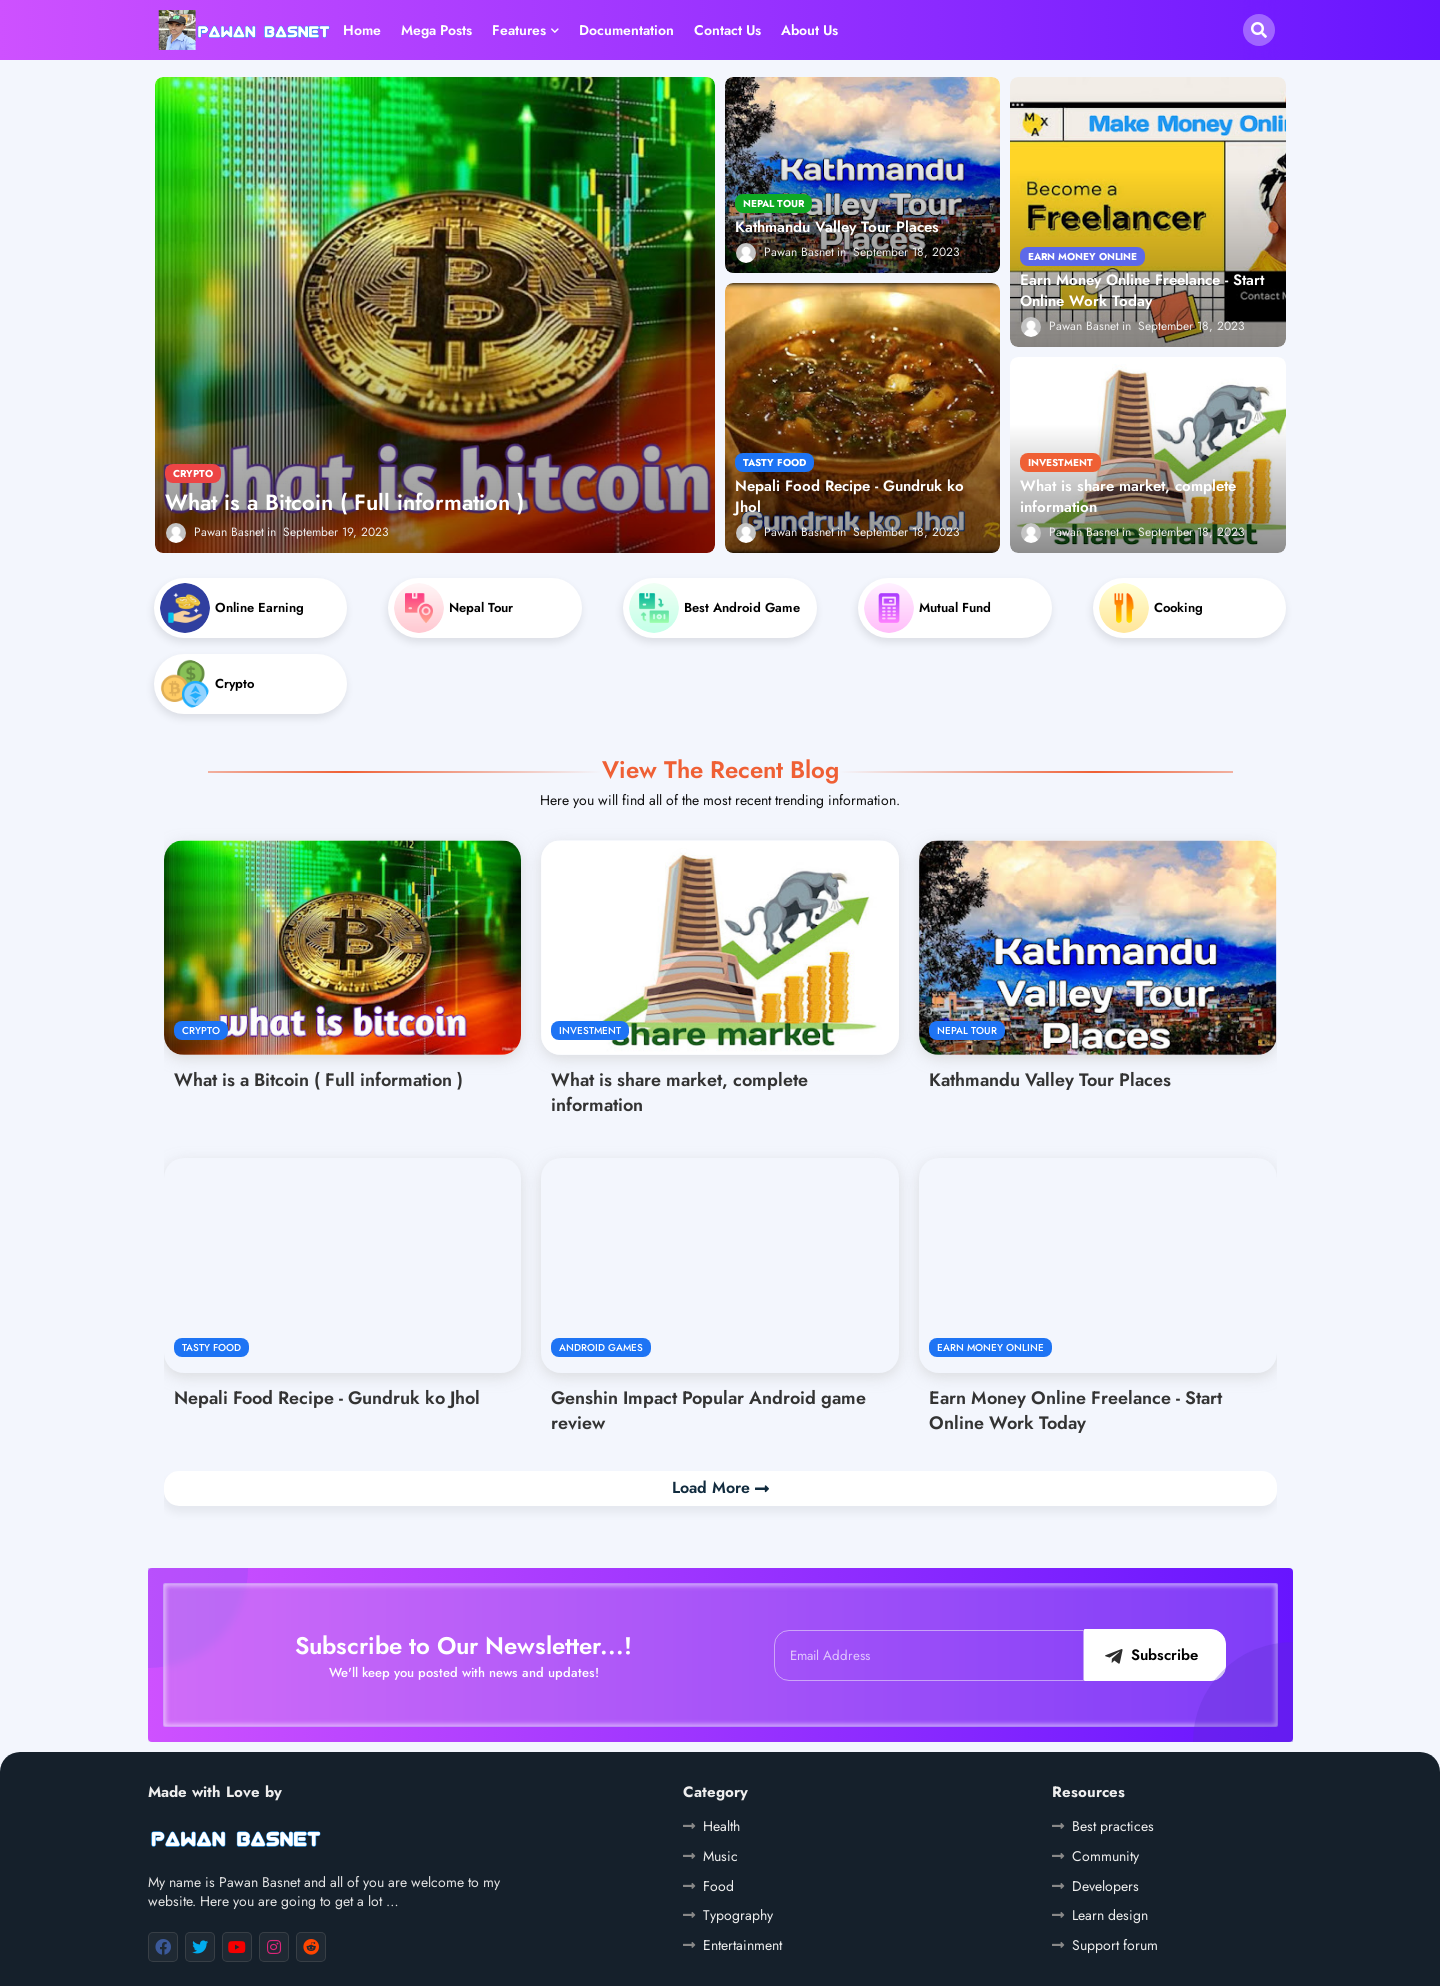 PAWAN BASNET
Home
Mega Posts
Features
Documentation
Contact Us
About Us
187.12
what is bitcoin
CRYPTO
What is a Bitcoin ( Full information )
Pawan Basnet in September 19, 2023
Kathmandu
Valley Tour
Places
NEPAL TOUR
Kathmandu Valley Tour Places
Pawan Basnet in September 18, 2023
Gundruk ko Jhol
TASTY FOOD
Nepali Food Recipe - Gundruk ko
Jhol
Pawan Basnet in September 18, 2023
M
X
A
Make Money Onlin
Become a
Freelancer
Contact M
EARN MONEY ONLINE
Earn Money Online Freelance - Start
Online Work Today
Pawan Basnet in September 18, 2023
share market
INVESTMENT
What is share market, complete
information
Pawan Basnet in September 18, 2023
Online Earning
Nepal Tour
Best Android Game
Mutual Fund
Cooking
Crypto
View The Recent Blog
Here you will find all of the most recent trending information.
what is bitcoin
CRYPTO
What is a Bitcoin ( Full information )
share market
INVESTMENT
What is share market, complete
information
Kathmandu
Valley Tour
Places
NEPAL TOUR
Kathmandu Valley Tour Places
TASTY FOOD
Nepali Food Recipe - Gundruk ko Jhol
ANDROID GAMES
Genshin Impact Popular Android game
review
EARN MONEY ONLINE
Earn Money Online Freelance - Start
Online Work Today
Load More
Subscribe to Our Newsletter...!
We'll keep you posted with news and updates!
Email Address
Subscribe
Made with Love by
PAWAN BASNET
My name is Pawan Basnet and all of you are welcome to my
website. Here you are going to get a lot ...
Category
Health
Music
Food
Typography
Entertainment
Resources
Best practices
Community
Developers
Learn design
Support forum